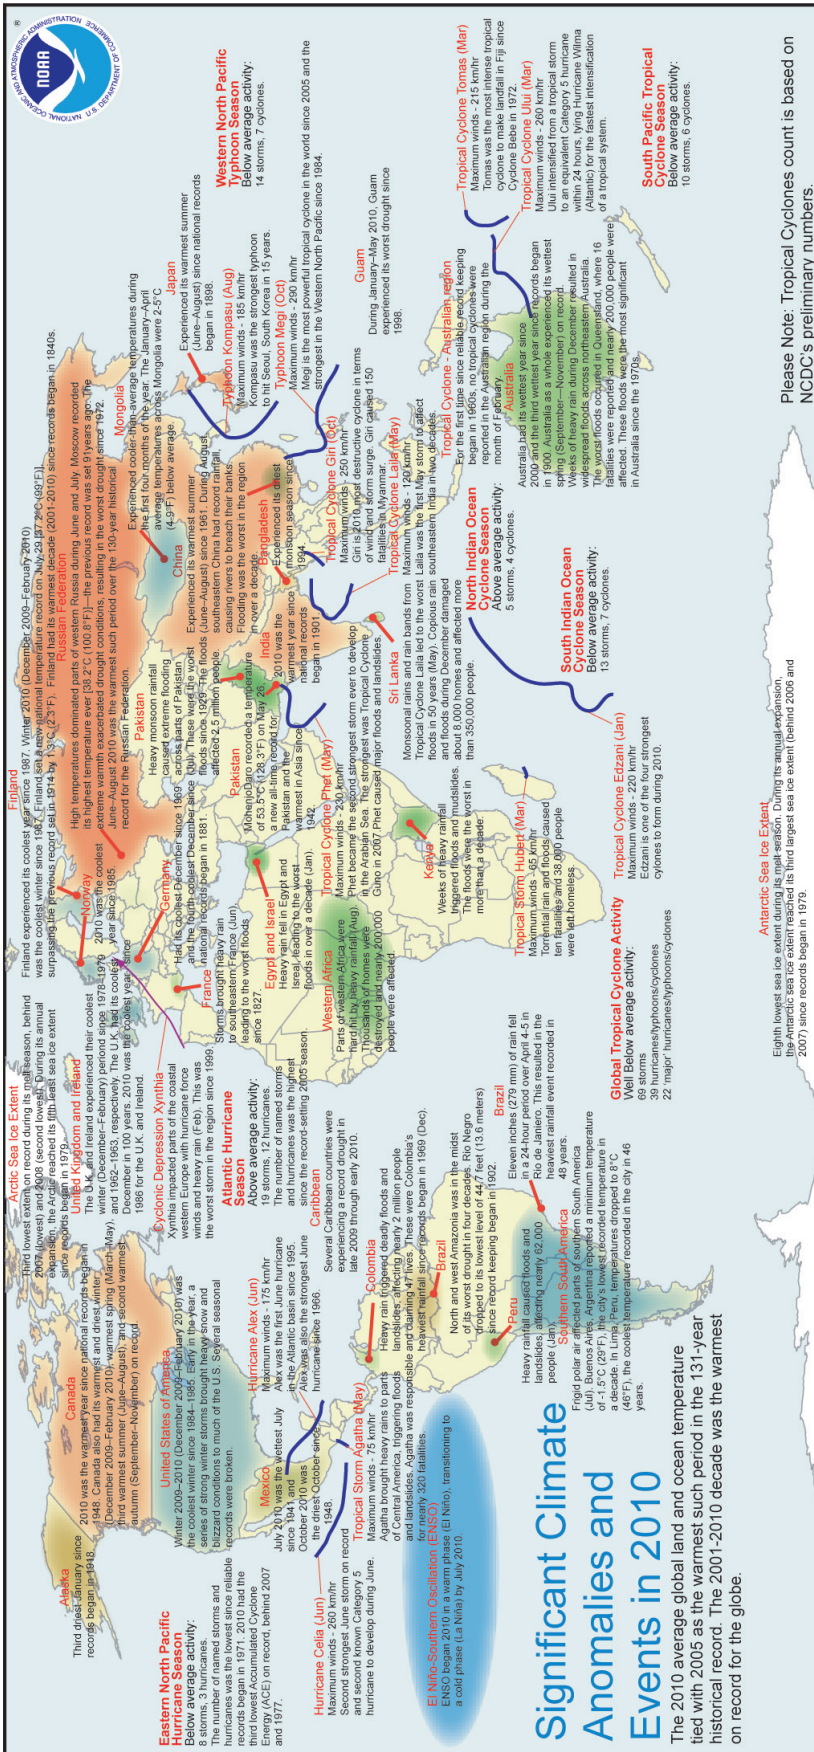 NATIONAL OCEANIC AND ATMOSPHERIC ADMINISTRATION
U.S. DEPARTMENT OF COMMERCE
NOAA
®
Alaska
Third driest January since
records began in 1918.
Canada
2010 was the warmest year since national records began in
1948. Canada also had its warmest and driest winter
(December 2009–February 2010), warmest spring (March–May),
third warmest summer (June–August), and second warmest
autumn (September–November) on record.
Arctic Sea Ice Extent
Third lowest extent on record during its melt season, behind
2007 (lowest) and 2008 (second lowest). During its annual
expansion, the Arctic reached its fifth least sea ice extent
since records began in 1979.
United Kingdom and Ireland
The U.K. and Ireland experienced their coolest
winter (December–February) period since 1978–1979
and 1962–1963, respectively. The U.K. had its coolest
December in 100 years. 2010 was the coolest year since
1986 for the U.K. and Ireland.
Finland
Finland experienced its coolest year since 1987. Winter 2010 (December 2009–February 2010)
was the coolest winter since 1987. Finland set a new national temperature record on July 29 [37.2°C (99°F)],
surpassing the previous record set in 1914 by 1.3°C (2.3°F). Finland had its warmest decade (2001-2010) since records began in 1840s.
Norway
2010 was the coolest
year since 1985.
Russian Federation
High temperatures dominated parts of western Russia during June and July. Moscow recorded
its highest temperature ever [38.2°C (100.8°F)]—the previous record was set 91years ago. The
extreme warmth exacerbated drought conditions, resulting in the worst drought since 1972.
June–August 2010 was the warmest such period over the 130-year historical
record for the Russian Federation.
Mongolia
Experienced cooler-than-average temperatures during
the first four months of the year. The January–April
average temperatures across Mongolia were 2-5°C
(4-9°F) below average.
Japan
Experienced its warmest summer
(June–August) since national records
began in 1898.
Western North Pacific
Typhoon Season
Below average activity:
14 storms, 7 cyclones.
Eastern North Pacific
Hurricane Season
Below average activity:
8 storms, 3 hurricanes.
The number of named storms and
hurricanes was the lowest since reliable
records began in 1971. 2010 had the
third lowest Accumulated Cyclone
Energy (ACE) on record, behind 2007
and 1977.
United States of America
Winter 2009–2010 (December 2009–February 2010) was
the coolest winter since 1984-1985. Early in the year, a
series of strong winter storms brought heavy snow and
blizzard conditions to much of the U.S. Several seasonal
records were broken.
Cyclonic Depression Xynthia
Xynthia impacted parts of the coastal
western Europe with hurricane force
winds and heavy rain (Feb). This was
the worst storm in the region since 1999.
Germany
Had its coolest December since 1969
and the fourth coolest December since
national records began in 1881.
France
Storms brought heavy rain
to southeastern France (Jun)
leading to the worst floods
since 1827.
Pakistan
Heavy monsoon rainfall
caused extreme flooding
across parts of Pakistan
(Jul). These were the worst
floods since 1929. The floods
affected 2.5 million people.
China
Experienced its warmest summer
(June–August) since 1961. During August,
southeastern China had record rainfall,
causing rivers to breach their banks.
Flooding was the worst in the region
in over a decade.
Typhoon Kompasu (Aug)
Maximum winds - 185 km/hr
Kompasu was the strongest typhoon
to hit Seoul, South Korea in 15 years.
Typhoon Megi (Oct)
Maximum winds - 290 km/hr
Megi is the most powerful tropical cyclone in the world since 2005 and the
strongest in the Western North Pacific since 1984.
Atlantic Hurricane
Season
Above average activity:
19 storms, 12 hurricanes.
The number of named storms
and hurricanes was the highest
since the record-setting 2005 season.
Hurricane Alex (Jun)
Maximum winds - 175 km/hr
Alex was the first June hurricane
in the Atlantic basin since 1995.
Alex was also the strongest June
hurricane since 1966.
Mexico
July 2010 was the wettest July
since 1941 and
October 2010 was
the driest October since
1948.
Hurricane Celia (Jun)
Maximum winds - 260 km/hr
Second strongest June storm on record
and second known Category 5
hurricane to develop during June.
Caribbean
Several Caribbean countries were
experiencing a record drought in
late 2009 through early 2010.
Egypt and Israel
Heavy rain fell in Egypt and
Isreal, leading to the worst
floods in over a decade (Jan).
Pakistan
MohenjoDaro recorded a temperature
of 53.5°C (128.3°F) on May 26,
a new all-time record for
Pakistan and the
warmest in Asia since
1942.
India
2010 was the
warmest year since
national records
began in 1901.
Bangladesh
Experienced its driest
monsoon season since
1994.
Tropical Cyclone Giri (Oct)
Maximum winds - 250 km/hr
Giri is 2010 most destructive cyclone in terms
of wind and storm surge. Giri caused 150
fatalities in Myanmar.
Guam
During January–May 2010, Guam
experienced its worst drought since
1998.
Tropical Storm Agatha (May)
Maximum winds - 75 km/hr
Agatha brought heavy rains to parts
of Central America, triggering floods
and landslides. Agatha was responsible
for nearly 320 fatalities.
Colombia
Heavy rain triggered deadly floods and
landslides, affecting nearly 2 million people
and claiming 47 lives. These were Colombia's
heaviest rainfall since records began in 1969 (Dec).
Western Africa
Parts of western Africa were
hard hit by heavy rainfall (Aug).
Thousands of homes were
destroyed and nearly 200,000
people were affected.
Tropical Cyclone Phet (May)
Maximum winds - 230 km/hr
Phet became the second strongest storm ever to develop
in the Arabian Sea. The strongest was Tropical Cyclone
Guno in 2007 Phet caused major floods and landslides.
Tropical Cyclone Laila (May)
Maximum winds - 120 km/hr
Laila was the first May storm to affect
southeastern India in two decades.
Sri Lanka
Monsoonal rains and rain bands from
Tropical Cyclone Laila led to the worst
floods in 50 years (May). Copious rain
and floods during December damaged
about 8,000 homes and affected more
than 350,000 people.
Tropical Cyclone - Australian region
For the first time since reliable record keeping
began in 1960s, no tropical cyclones were
reported in the Australian region during the
month of February.
Tropical Cyclone Tomas (Mar)
Maximum winds - 215 km/hr
Tomas was the most intense tropical
cyclone to make landfall in Fiji since
Cyclone Bebe in 1972.
Tropical Cyclone Ului (Mar)
Maximum winds - 260 km/hr
Ului intensified from a tropical storm
to an equivalent Category 5 hurricane
within 24 hours, tying Hurricane Wilma
(Altantic) for the fastest intensification
of a tropical system.
El Niño-Southern Oscillation (ENSO)
ENSO began 2010 in a warm phase (El Niño), transitioning to
a cold phase (La Niña) by July 2010.
Brazil
North and west Amazonia was in the midst
of its worst drought in four decades. Rio Negro
dropped to its lowest level of 44.7 feet (13.6 meters)
since record keeping began in 1902.
Kenya
Weeks of heavy rainfall
triggered floods and mudslides.
The floods were the worst in
more than a decade.
North Indian Ocean
Cyclone Season
Above average activity:
5 storms, 4 cyclones.
Australia
Australia had its wettest year since
2000 and the third wettest year since records began
in 1900. Australia as a whole experienced its wettest
spring (September–November) on record.
Weeks of heavy rain during December resulted in
widespread floods across northeastern Australia.
The worst floods occurred in Queensland, where 16
fatalities were reported and nearly 200,000 people were
affected. These floods were the most significant
in Australia since the 1970s.
Peru
Heavy rainfall caused floods and
landslides, affecting nearly 62,000
people (Jan).
Brazil
Eleven inches (279 mm) of rain fell
in a 24-hour period over April 4-5 in
Rio de Janiero. This resulted in the
heaviest rainfall event recorded in
48 years.
Southern South America
Frigid polar air affected parts of southern South America
(Jul). Buenos Aires, Argentina reported a minimum temperature
of -1.5°C (29°F), the city's lowest recorded temperature in
a decade. In Lima, Peru, temperatures dropped to 8°C
(46°F), the coolest temperature recorded in the city in 46
years.
Tropical Storm Hubert (Mar)
Maximum winds - 65 km/hr
Torrential rain and floods caused
ten fatalities and 38,000 people
were left homeless.
South Indian Ocean
Cyclone Season
Below average activity:
13 storms, 7 cyclones.
Tropical Cyclone Edzani (Jan)
Maximum winds - 220 km/hr
Edzani is one of the four strongest
cylones to form during 2010.
South Pacific Tropical
Cyclone Season
Below average activity:
10 storms, 6 cyclones.
Global Tropical Cyclone Activity
Well Below average activity:
69 storms
39 hurricanes/typhoons/cyclones
22 'major' hurricanes/typhoons/cyclones
Significant Climate
Anomalies and
Events in 2010
The 2010 average global land and ocean temperature
tied with 2005 as the warmest such period in the 131-year
historical record. The 2001-2010 decade was the warmest
on record for the globe.
Antarctic Sea Ice Extent
Eighth lowest sea ice extent during its melt season. During its annual expansion,
the Antarctic sea ice extent reached its third largest sea ice extent (behind 2006 and
2007) since records began in 1979.
Please Note: Tropical Cyclones count is based on
NCDC's preliminary numbers.